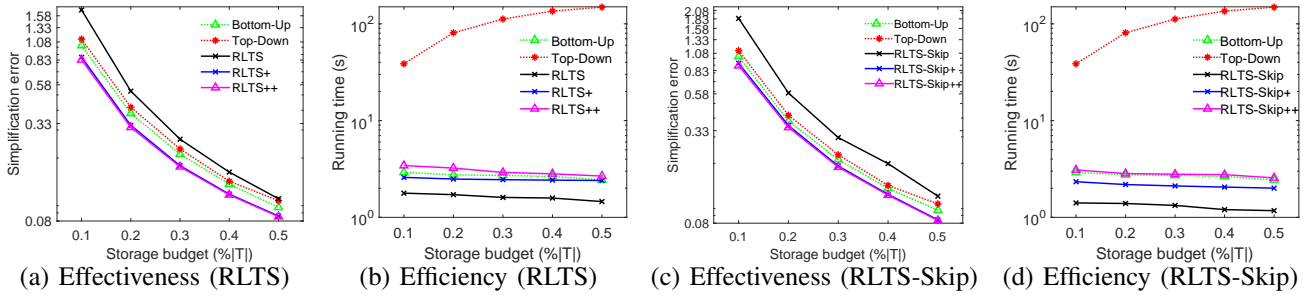 Simplification error
1.58
1.33
1.08
0.83
0.58
0.33
0.08
Bottom-Up
Top-Down
RLTS
RLTS+
RLTS++
0.1 0.2 0.3 0.4 0.5
Storage budget (%|T|)
(a) Effectiveness (RLTS)
Running time (s)
10^2
10^1
10^0
Bottom-Up
Top-Down
RLTS
RLTS+
RLTS++
0.1 0.2 0.3 0.4 0.5
Storage budget (%|T|)
(b) Efficiency (RLTS)
Simplification error
2.08
1.83
1.58
1.33
1.08
0.83
0.58
0.33
0.08
Bottom-Up
Top-Down
RLTS-Skip
RLTS-Skip+
RLTS-Skip++
0.1 0.2 0.3 0.4 0.5
Storage budget (%|T|)
(c) Effectiveness (RLTS-Skip)
Running time (s)
10^2
10^1
10^0
Bottom-Up
Top-Down
RLTS-Skip
RLTS-Skip+
RLTS-Skip++
0.1 0.2 0.3 0.4 0.5
Storage budget (%|T|)
(d) Efficiency (RLTS-Skip)